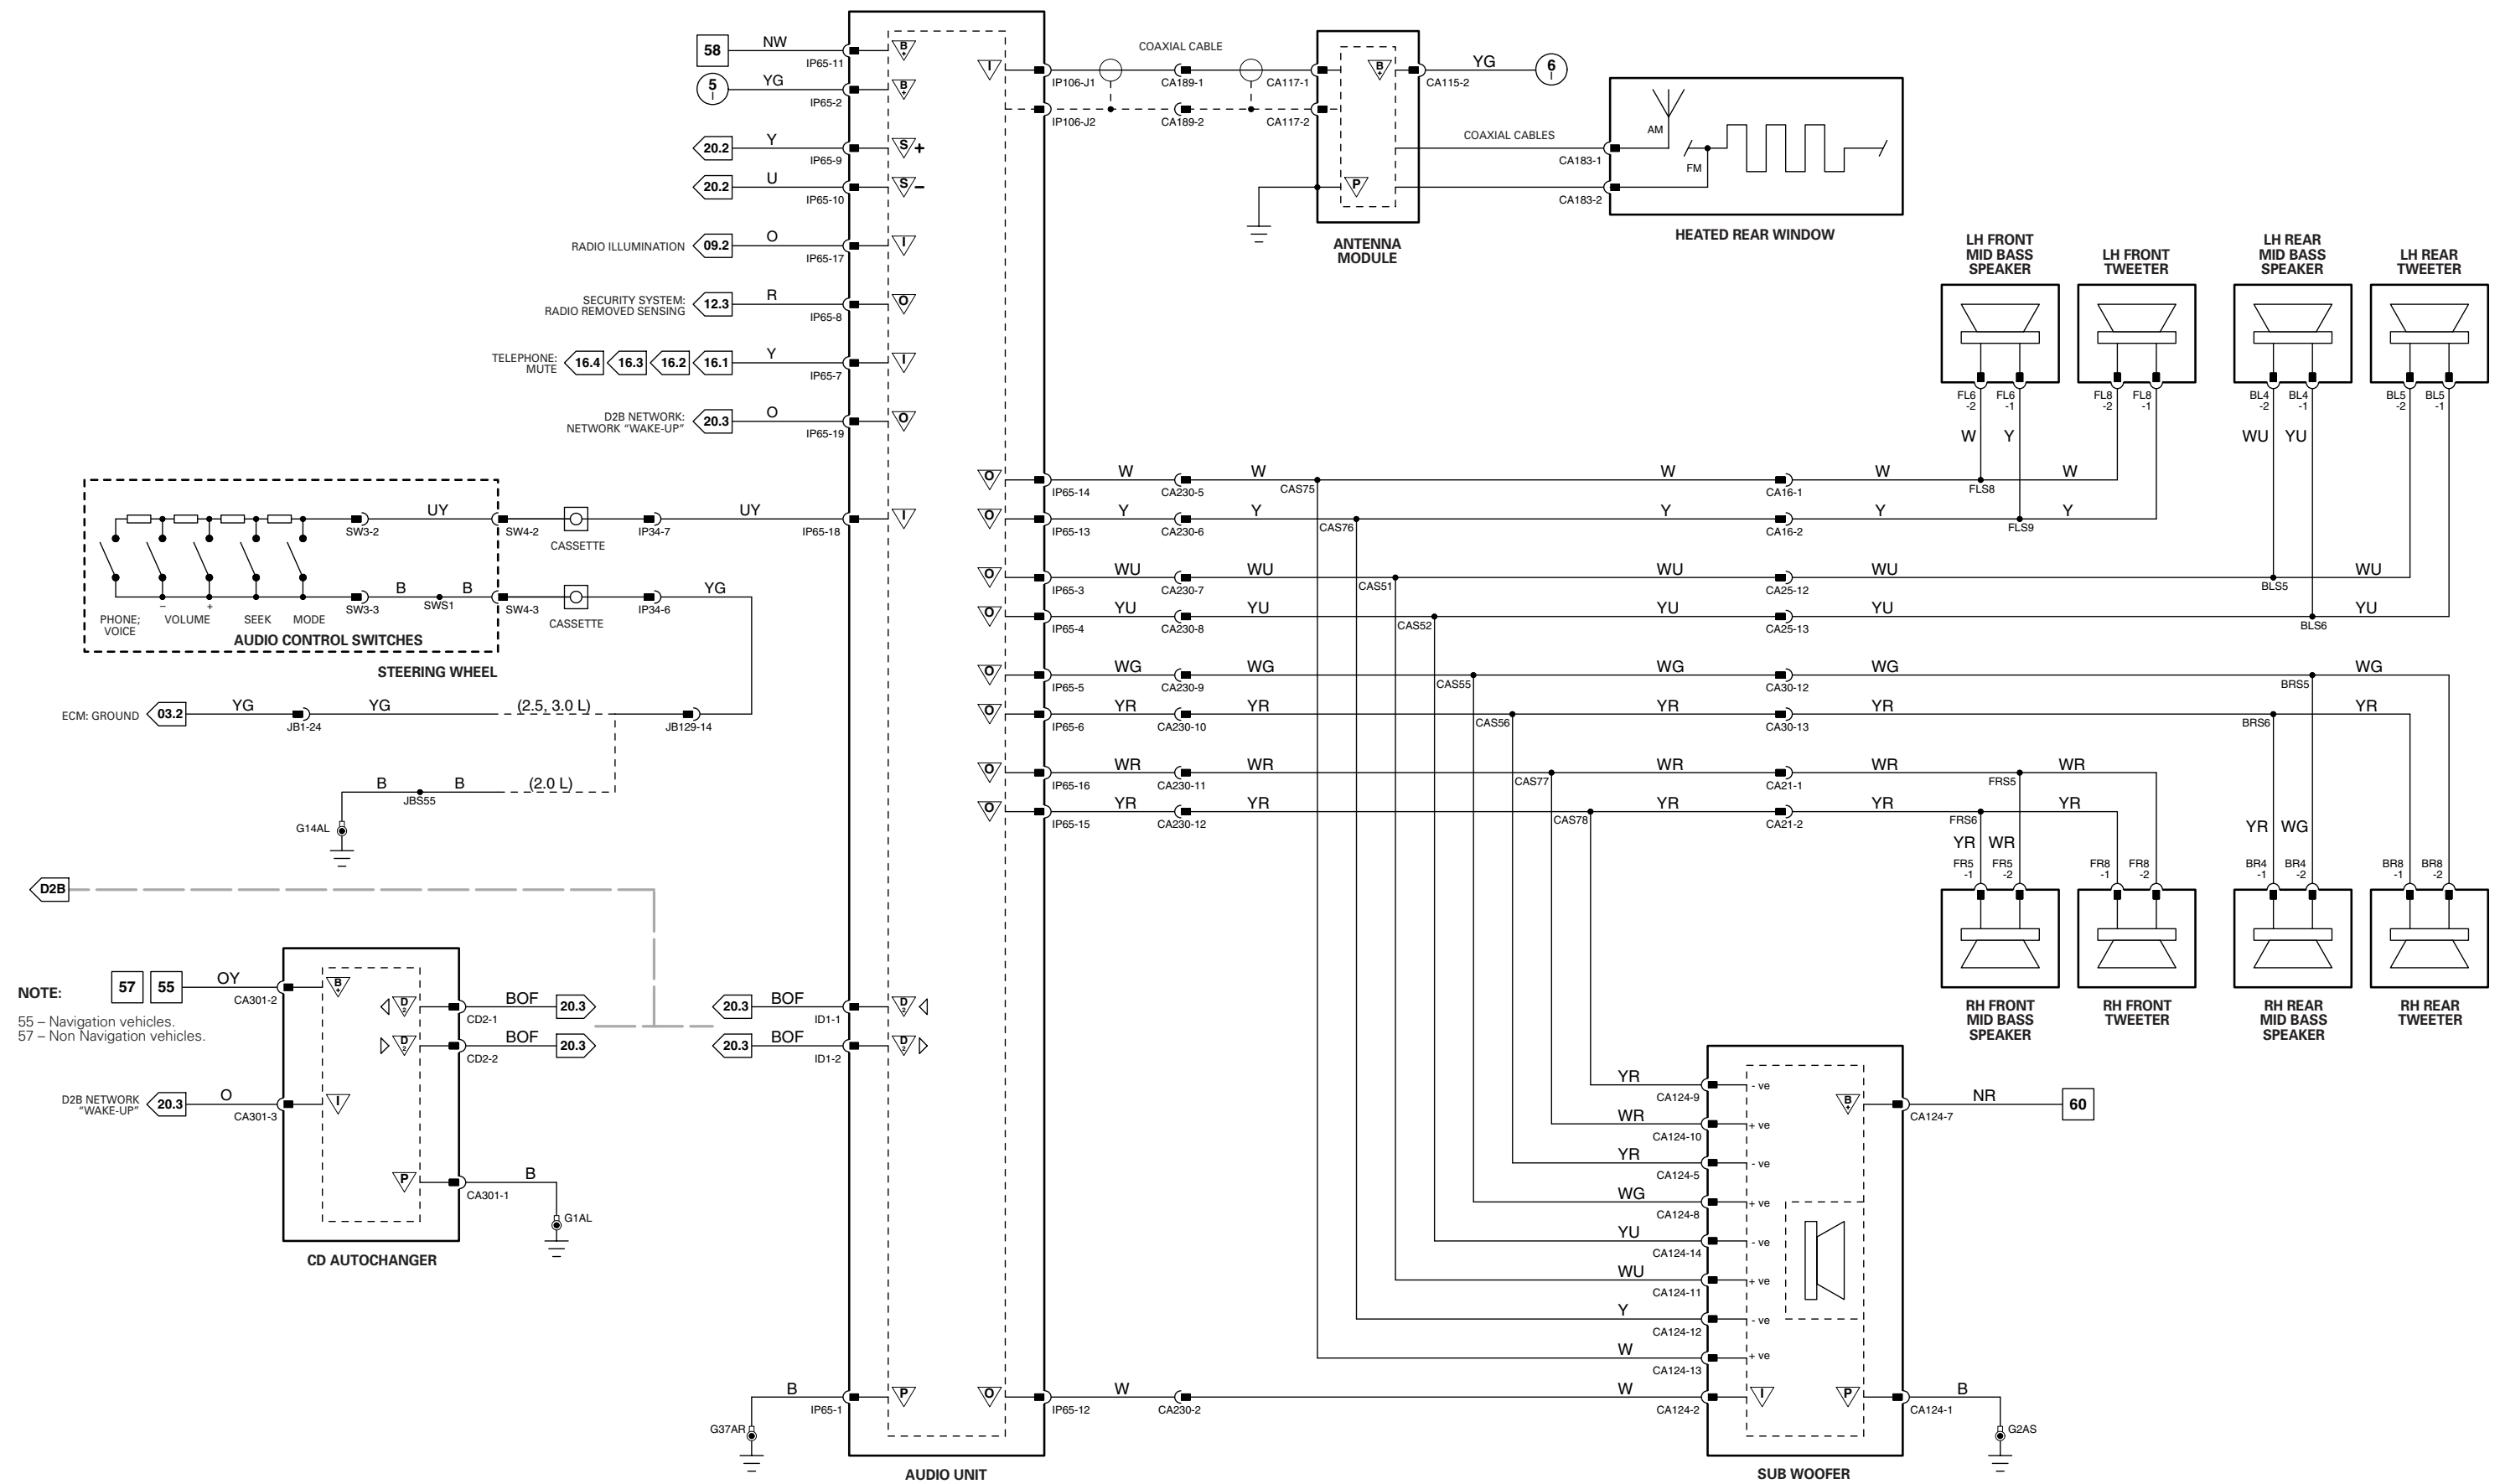 58
NW
IP65-11
B
+
5
I
YG
IP65-2
B
+
20.2
Y
IP65-9
S
+
20.2
U
IP65-10
S
–
RADIO ILLUMINATION
09.2
O
IP65-17
I
SECURITY SYSTEM:
RADIO REMOVED SENSING
12.3
R
IP65-8
O
TELEPHONE:
MUTE
16.4
16.3
16.2
16.1
Y
IP65-7
I
D2B NETWORK:
NETWORK “WAKE-UP”
20.3
O
IP65-19
O
UY
SW3-2
SW4-2
CASSETTE
IP34-7
UY
IP65-18
I
B
B
SW3-3
SWS1
SW4-3
CASSETTE
IP34-6
YG
–
+
PHONE;
VOICE
VOLUME
SEEK
MODE
AUDIO CONTROL SWITCHES
STEERING WHEEL
ECM: GROUND
03.2
YG
JB1-24
YG
(2.5, 3.0 L)
JB129-14
B
JBS55
B
(2.0 L)
G14AL
D2B
NOTE:
55 – Navigation vehicles.
57 – Non Navigation vehicles.
57
55
OY
CA301-2
B
+
D
2
CD2-1
BOF
20.3
D
2
CD2-2
BOF
20.3
D2B NETWORK
“WAKE-UP”
20.3
O
CA301-3
I
P
CA301-1
B
G1AL
CD AUTOCHANGER
20.3
BOF
ID1-1
D
2
20.3
BOF
ID1-2
D
2
B
IP65-1
P
G37AR
AUDIO UNIT
I
IP106-J1
IP106-J2
COAXIAL CABLE
CA189-1
CA189-2
CA117-1
CA117-2
B
+
P
CA115-2
YG
6
I
ANTENNA
MODULE
COAXIAL CABLES
CA183-1
CA183-2
AM
FM
HEATED REAR WINDOW
LH FRONT
MID BASS
SPEAKER
LH FRONT
TWEETER
LH REAR
MID BASS
SPEAKER
LH REAR
TWEETER
FL6
-2
FL6
-1
FL8
-2
FL8
-1
BL4
-2
BL4
-1
BL5
-2
BL5
-1
W
Y
WU
YU
O
IP65-14
W
CA230-5
W
CAS75
W
CA16-1
W
FLS8
W
O
IP65-13
Y
CA230-6
Y
CAS76
Y
CA16-2
Y
FLS9
Y
O
IP65-3
WU
CA230-7
WU
CAS51
WU
CA25-12
WU
BLS5
WU
O
IP65-4
YU
CA230-8
YU
CAS52
YU
CA25-13
YU
BLS6
YU
O
IP65-5
WG
CA230-9
WG
CAS55
WG
CA30-12
WG
BRS5
WG
O
IP65-6
YR
CA230-10
YR
CAS56
YR
CA30-13
YR
BRS6
YR
O
IP65-16
WR
CA230-11
WR
CAS77
WR
CA21-1
WR
FRS5
WR
O
IP65-15
YR
CA230-12
YR
CAS78
YR
CA21-2
YR
FRS6
YR
YR
WR
YR
WG
FR5
-1
FR5
-2
FR8
-1
FR8
-2
BR4
-1
BR4
-2
BR8
-1
BR8
-2
RH FRONT
MID BASS
SPEAKER
RH FRONT
TWEETER
RH REAR
MID BASS
SPEAKER
RH REAR
TWEETER
YR
CA124-9
- ve
WR
CA124-10
+ ve
YR
CA124-5
- ve
WG
CA124-8
+ ve
YU
CA124-14
- ve
WU
CA124-11
+ ve
Y
CA124-12
- ve
W
CA124-13
+ ve
O
IP65-12
W
CA230-2
W
CA124-2
I
B
+
CA124-7
NR
60
P
CA124-1
B
G2AS
SUB WOOFER